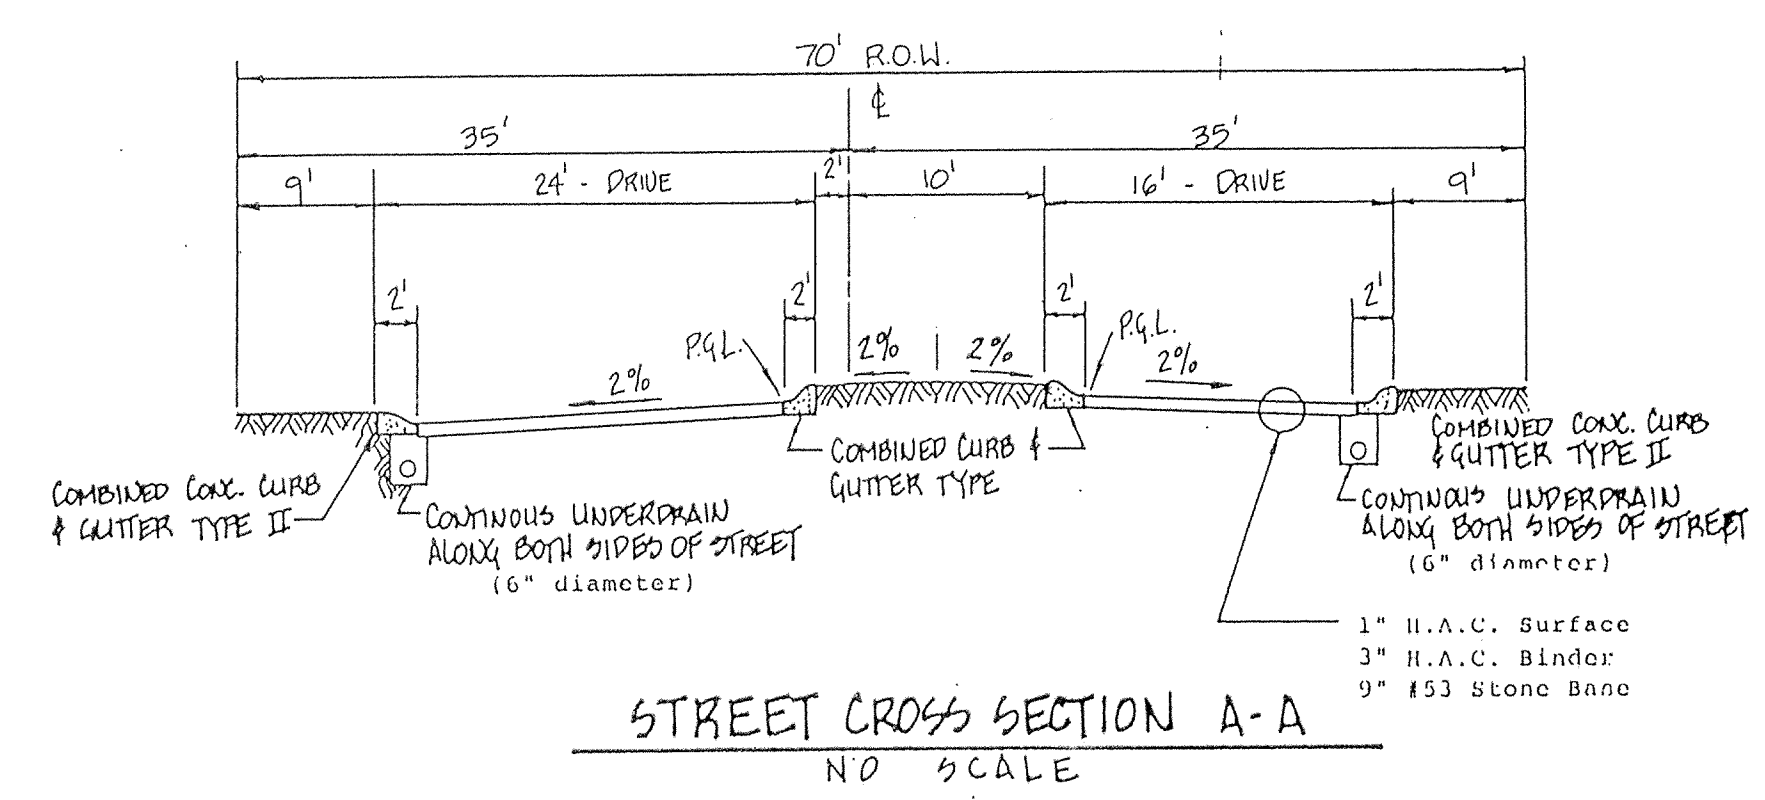 70' R.O.W.
℄
35' 35'
9' 24' - DRIVE 2' 10' 16' - DRIVE 9'
2' 2' 2' 2'
P.G.L. 2% 2% P.G.L.
2% 2%
COMBINED CONC. CURB
& GUTTER TYPE II
CONTINOUS UNDERDRAIN
ALONG BOTH SIDES OF STREET
(6" diameter)
COMBINED CURB &
GUTTER TYPE
COMBINED CONC. CURB
& GUTTER TYPE II
CONTINOUS UNDERDRAIN
ALONG BOTH SIDES OF STREET
(6" diameter)
1" H.A.C. Surface
3" H.A.C. Binder
9" #53 Stone Base
STREET CROSS SECTION A-A
NO SCALE